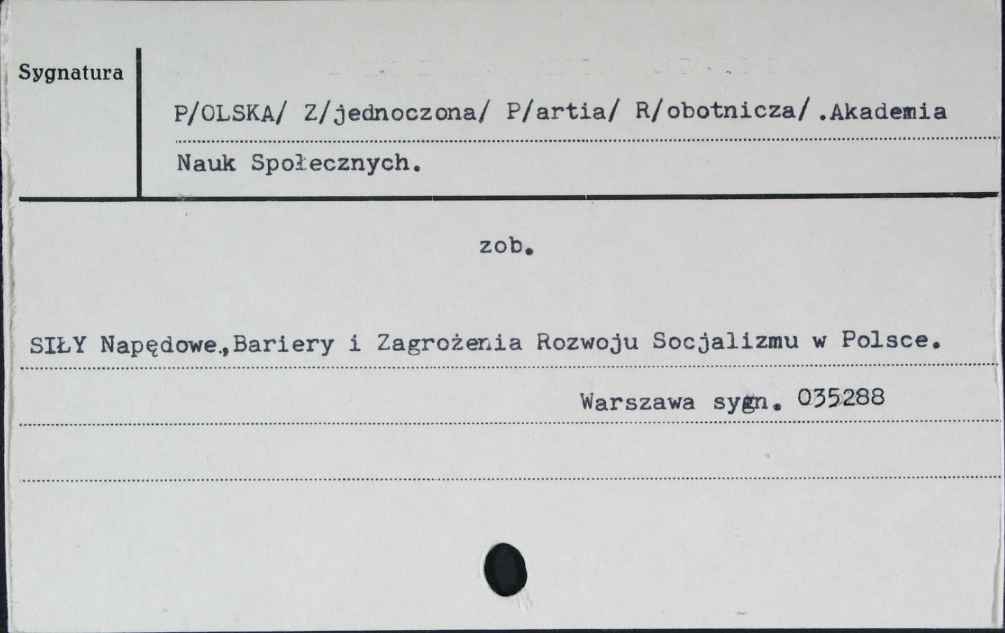 Sygnatura
P/OLSKA/ Z/jednoczona/ P/artia/ R/obotnicza/.Akademia
Nauk Społecznych.
zob.
SIŁY Napędowe.,Bariery i Zagrożenia Rozwoju Socjalizmu w Polsce.
Warszawa sygn. 035288